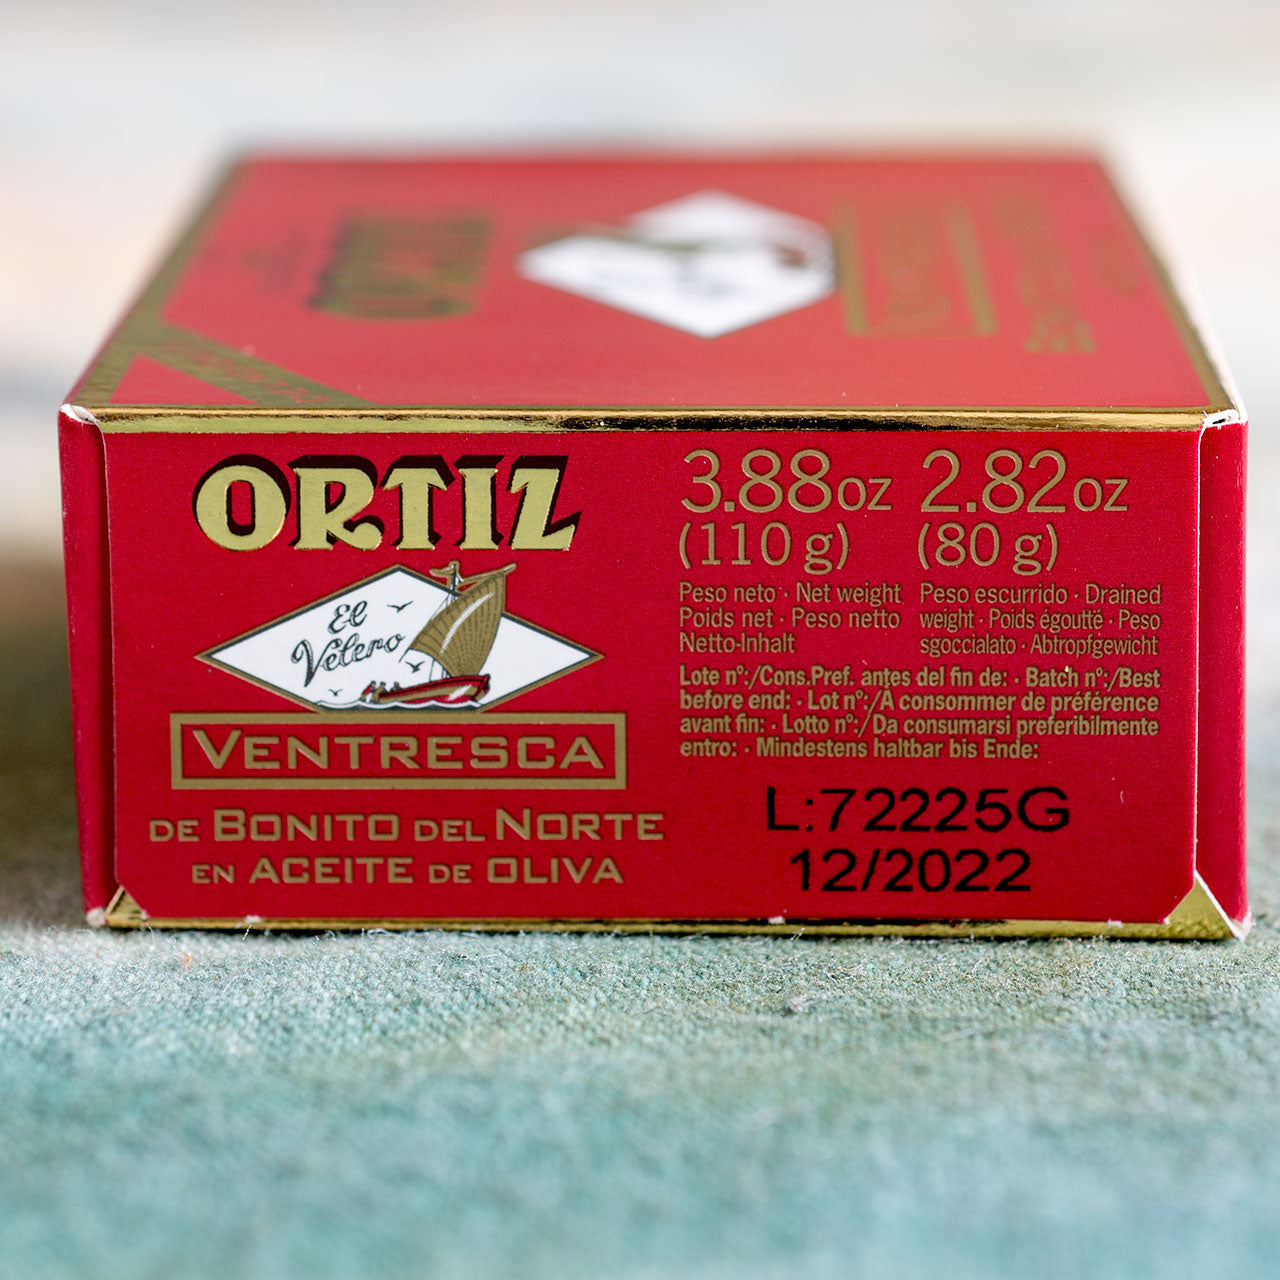 ORTIZ
El
Velero
VENTRESCA
DE BONITO DEL NORTE
EN ACEITE DE OLIVA
3.88oz 2.82oz
(110 g) (80 g)
Peso neto · Net weight
Poids net · Peso netto
Netto-Inhalt
Peso escurrido · Drained
weight · Poids égoutté · Peso
sgocciolato · Abtropfgewicht
Lote nº:/Cons.Pref. antes del fin de: · Batch nº:/Best
before end: · Lot nº:/A consommer de préférence
avant fin: · Lotto nº:/Da consumarsi preferibilmente
entro: · Mindestens haltbar bis Ende:
L:72225G
12/2022